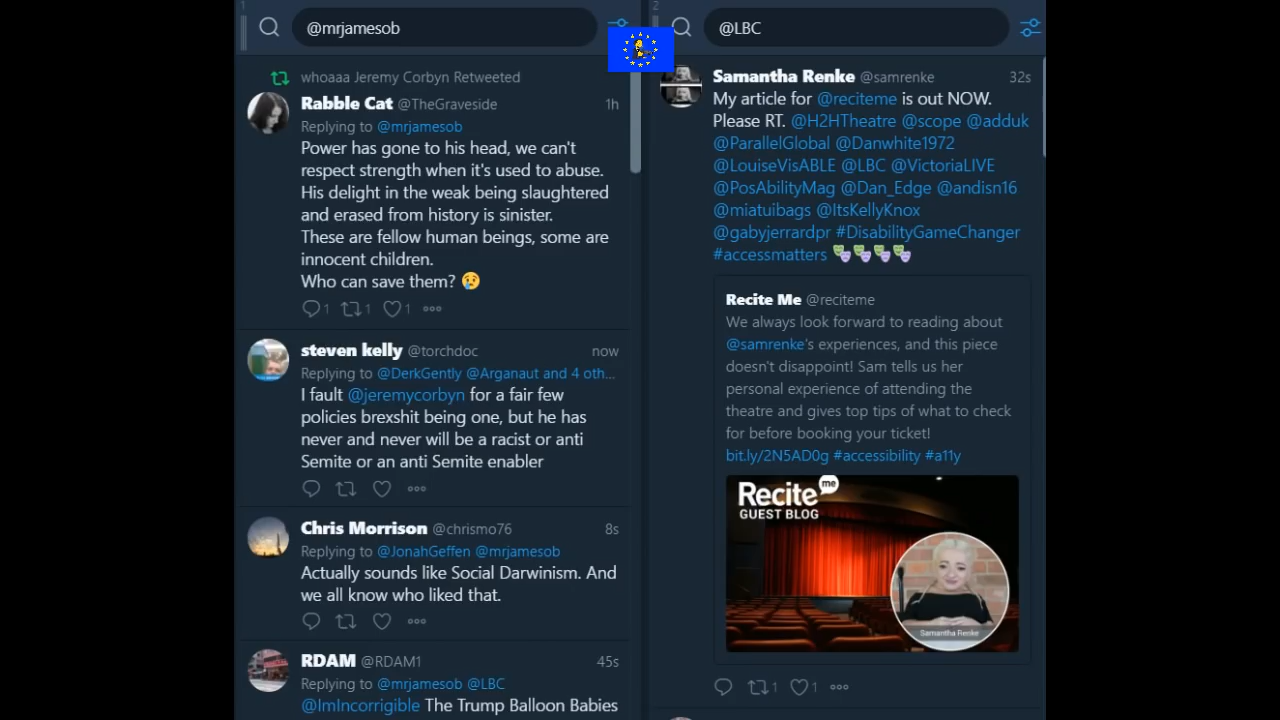 1
@mrjamesob
whoaaa Jeremy Corbyn Retweeted
Rabble Cat @TheGraveside 1h
Replying to @mrjamesob
Power has gone to his head, we can't
respect strength when it's used to abuse.
His delight in the weak being slaughtered
and erased from history is sinister.
These are fellow human beings, some are
innocent children.
Who can save them? 😢
1 1 1
steven kelly @torchdoc now
Replying to @DerkGently @Arganaut and 4 oth...
I fault @jeremycorbyn for a fair few
policies brexshit being one, but he has
never and never will be a racist or anti
Semite or an anti Semite enabler
Chris Morrison @chrismo76 8s
Replying to @JonahGeffen @mrjamesob
Actually sounds like Social Darwinism. And
we all know who liked that.
RDAM @RDAM1 45s
Replying to @mrjamesob @LBC
@ImIncorrigible The Trump Balloon Babies
2
@LBC
Samantha Renke @samrenke 32s
My article for @reciteme is out NOW.
Please RT. @H2HTheatre @scope @adduk
@ParallelGlobal @Danwhite1972
@LouiseVisABLE @LBC @VictoriaLIVE
@PosAbilityMag @Dan_Edge @andisn16
@miatuibags @ItsKellyKnox
@gabyjerrardpr #DisabilityGameChanger
#accessmatters 🎭🎭🎭🎭
Recite Me @reciteme
We always look forward to reading about
@samrenke's experiences, and this piece
doesn't disappoint! Sam tells us her
personal experience of attending the
theatre and gives top tips of what to check
for before booking your ticket!
bit.ly/2N5AD0g #accessibility #a11y
Recite me
GUEST BLOG
Samantha Renke
1 1